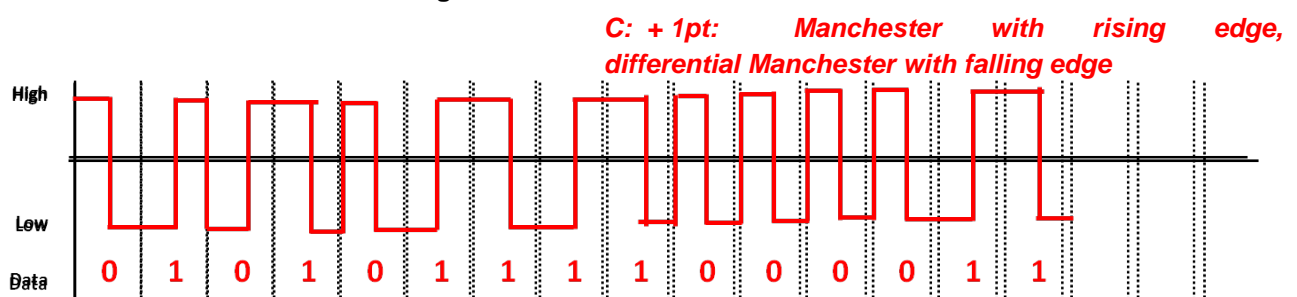 C: + 1pt: Manchester with rising edge,
differential Manchester with falling edge
High
Low
Data 0 1 0 1 0 1 1 1 1 0 0 0 0 1 1